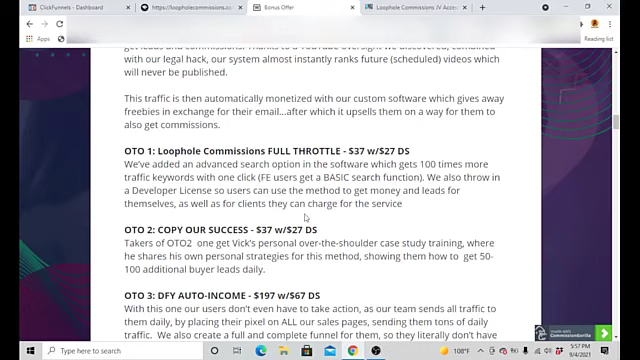 ClickFunnels - Dashboard
https://loopholecommissions.co
Bonus Offer
Loophole Commissions JV Acces
Apps
Reading list
get leads and commissions. Thanks to a YouTube oversight we discovered, combined
with our legal hack, our system almost instantly ranks future (scheduled) videos which
will never be published.
This traffic is then automatically monetized with our custom software which gives away
freebies in exchange for their email...after which it upsells them on a way for them to
also get commissions.
OTO 1: Loophole Commissions FULL THROTTLE - $37 w/$27 DS
We've added an advanced search option in the software which gets 100 times more
traffic keywords with one click (FE users get a BASIC search function). We also throw in
a Developer License so users can use the method to get money and leads for
themselves, as well as for clients they can charge for the service
OTO 2: COPY OUR SUCCESS - $37 w/$27 DS
Takers of OTO2 one get Vick's personal over-the-shoulder case study training, where
he shares his own personal strategies for this method, showing them how to get 50-
100 additional buyer leads daily.
OTO 3: DFY AUTO-INCOME - $197 w/$67 DS
With this one our users don't even have to take action, as our team sends all traffic to
them daily, by placing their pixel on ALL our sales pages, sending them tons of daily
traffic. We also create a full and complete funnel for them, so they literally don't have
made with
Commissionzilla
Type here to search
108°F
5:57 PM
9/4/2021